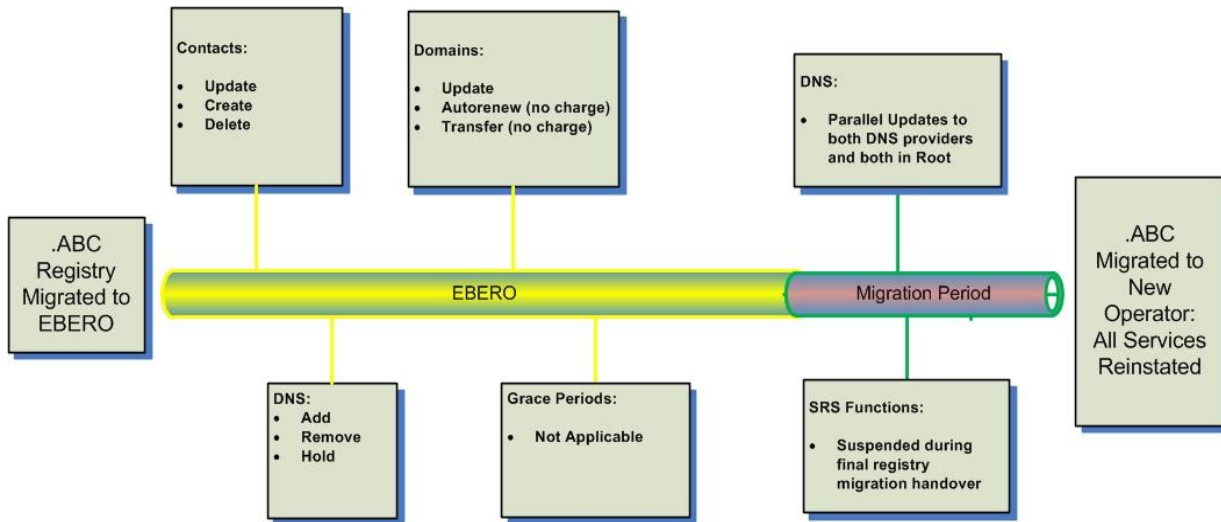 .ABC
Registry
Migrated to
EBERO
Contacts:
• Update
• Create
• Delete
Domains:
• Update
• Autorenew (no charge)
• Transfer (no charge)
DNS:
• Parallel Updates to
both DNS providers
and both in Root
EBERO
Migration Period
DNS:
• Add
• Remove
• Hold
Grace Periods:
• Not Applicable
SRS Functions:
• Suspended during
final registry
migration handover
.ABC
Migrated to
New
Operator:
All Services
Reinstated